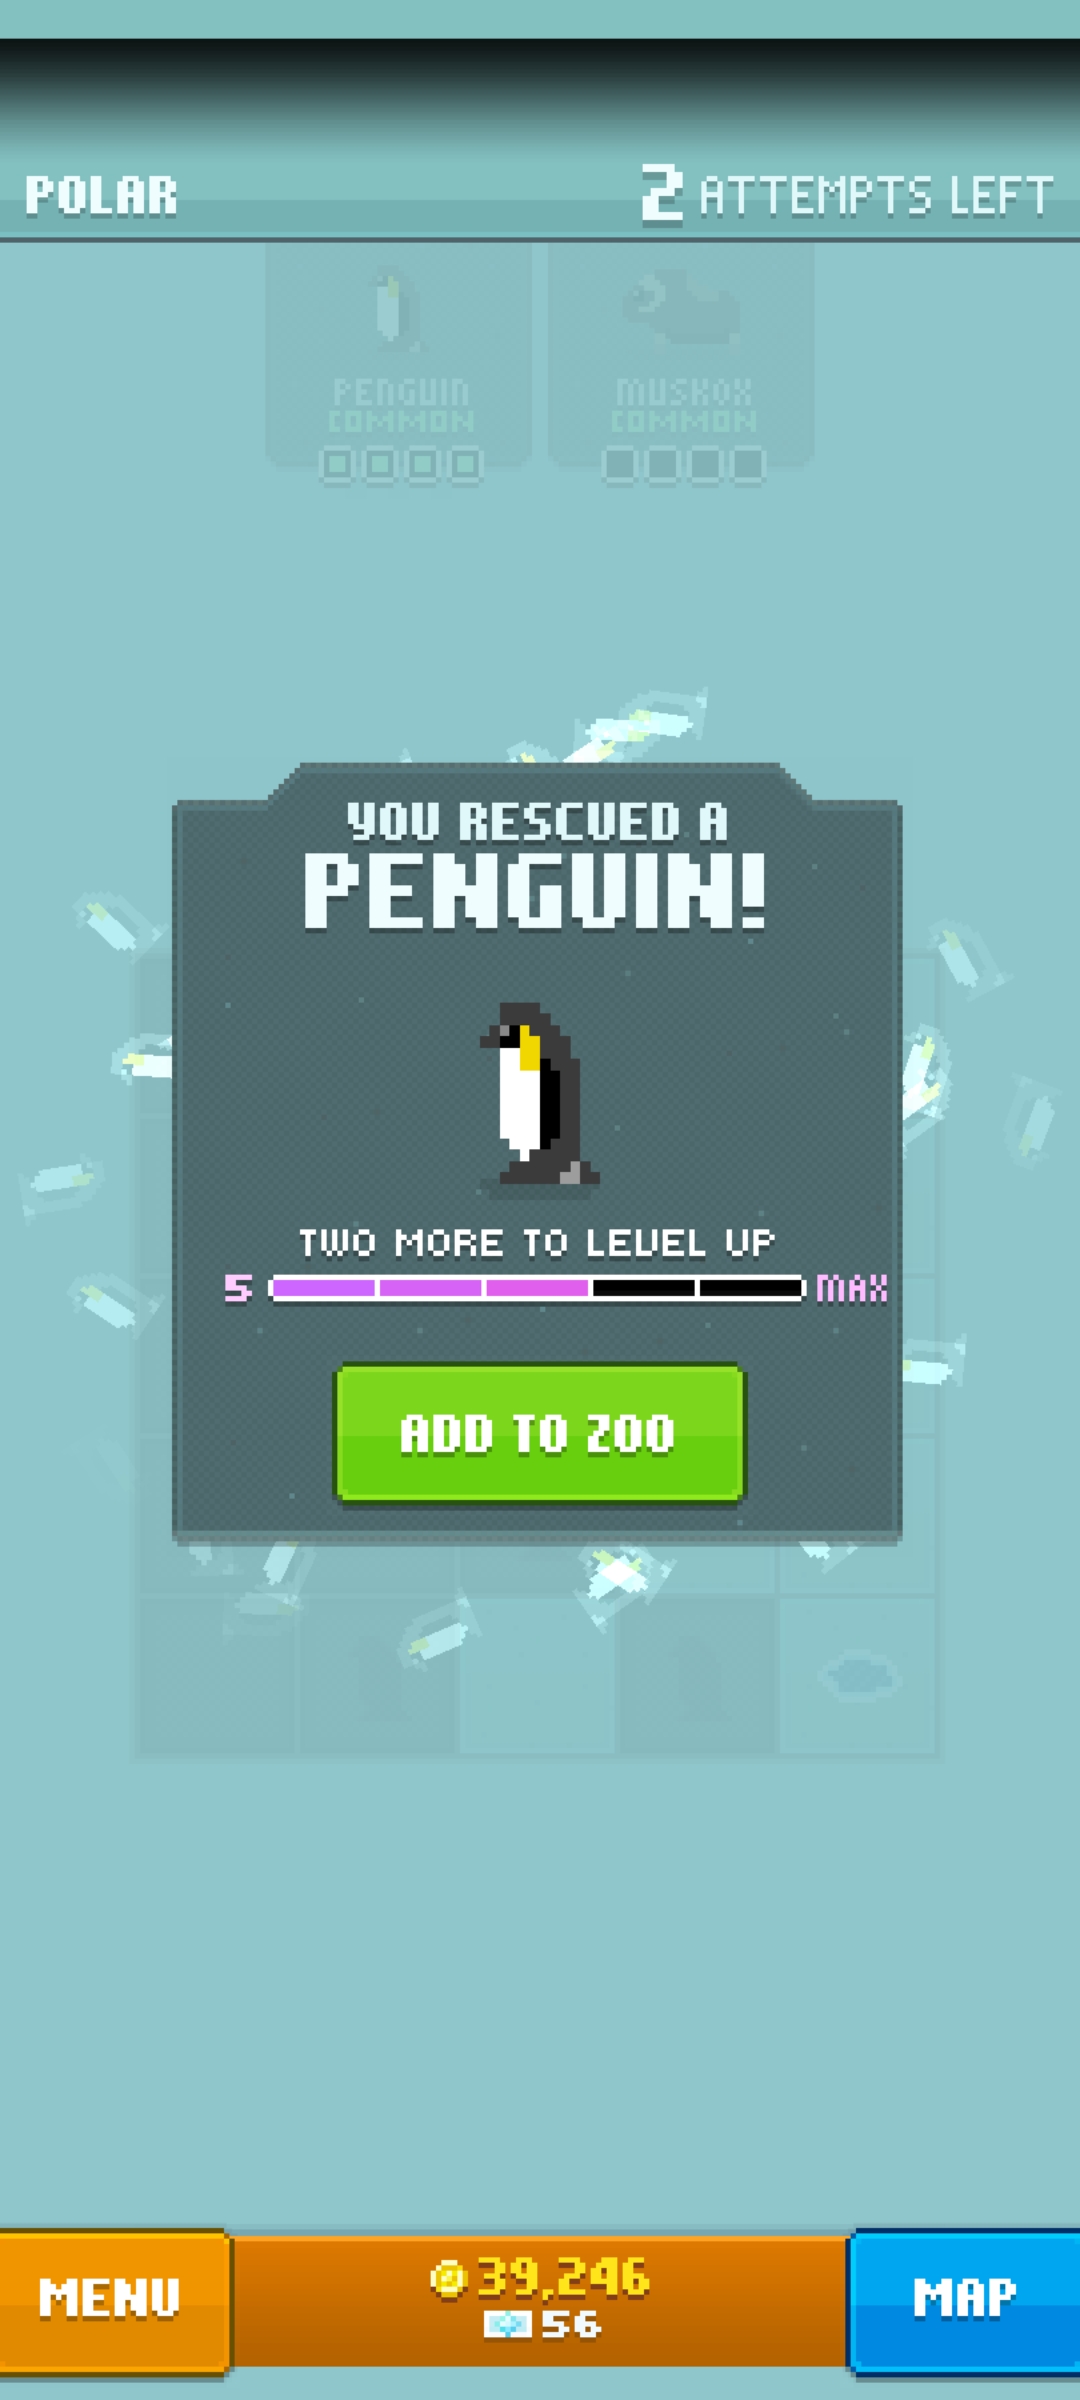 POLAR
2 ATTEMPTS LEFT
PENGUIN
COMMON
MUSKOX
COMMON
YOU RESCUED A
PENGUIN!
TWO MORE TO LEVEL UP
5
MAX
ADD TO ZOO
MENU
39,246
56
MAP